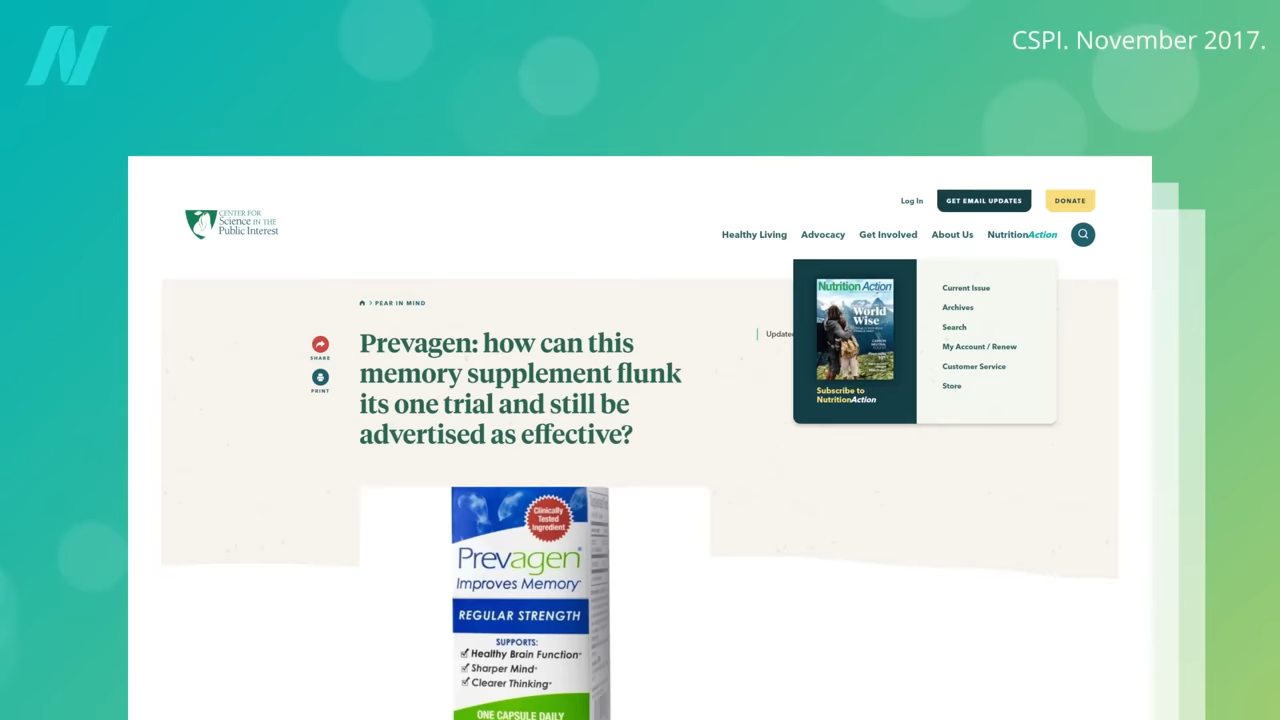 CSPI. November 2017.
CENTER FOR
Science IN THE
Public Interest
Log In
GET EMAIL UPDATES
DONATE
Healthy Living
Advocacy
Get Involved
About Us
NutritionAction
> PEAR IN MIND
SHARE
PRINT
Prevagen: how can this
memory supplement flunk
its one trial and still be
advertised as effective?
Updated
Nutrition Action
World
Wise
Subscribe to
NutritionAction
Current Issue
Archives
Search
My Account / Renew
Customer Service
Store
Clinically
Tested
Ingredient
Prevagen®
Improves Memory*
REGULAR STRENGTH
SUPPORTS:
Healthy Brain Function*
Sharper Mind*
Clearer Thinking*
ONE CAPSULE DAILY